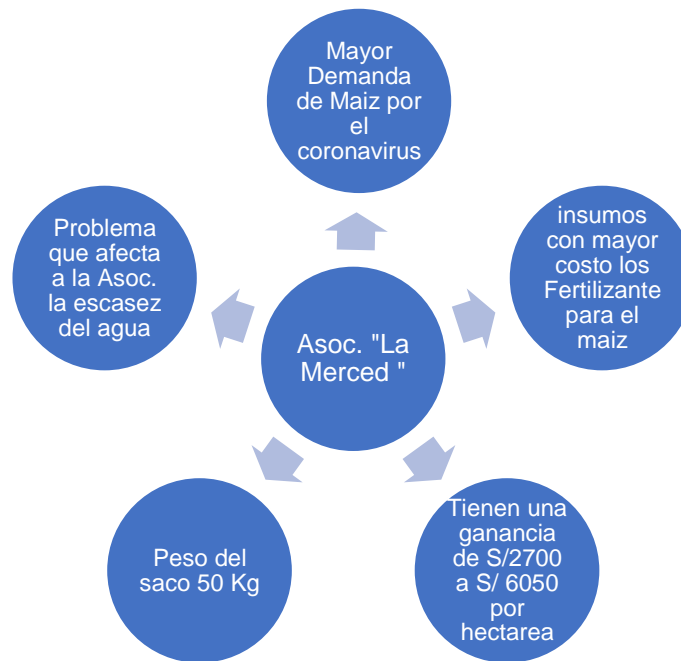 Mayor
Demanda
de Maiz por
el
coronavirus
insumos
con mayor
costo los
Fertilizante
para el
maiz
Tienen una
ganancia
de S/2700
a S/ 6050
por
hectarea
Peso del
saco 50 Kg
Problema
que afecta
a la Asoc.
la escasez
del agua
Asoc. "La
Merced "